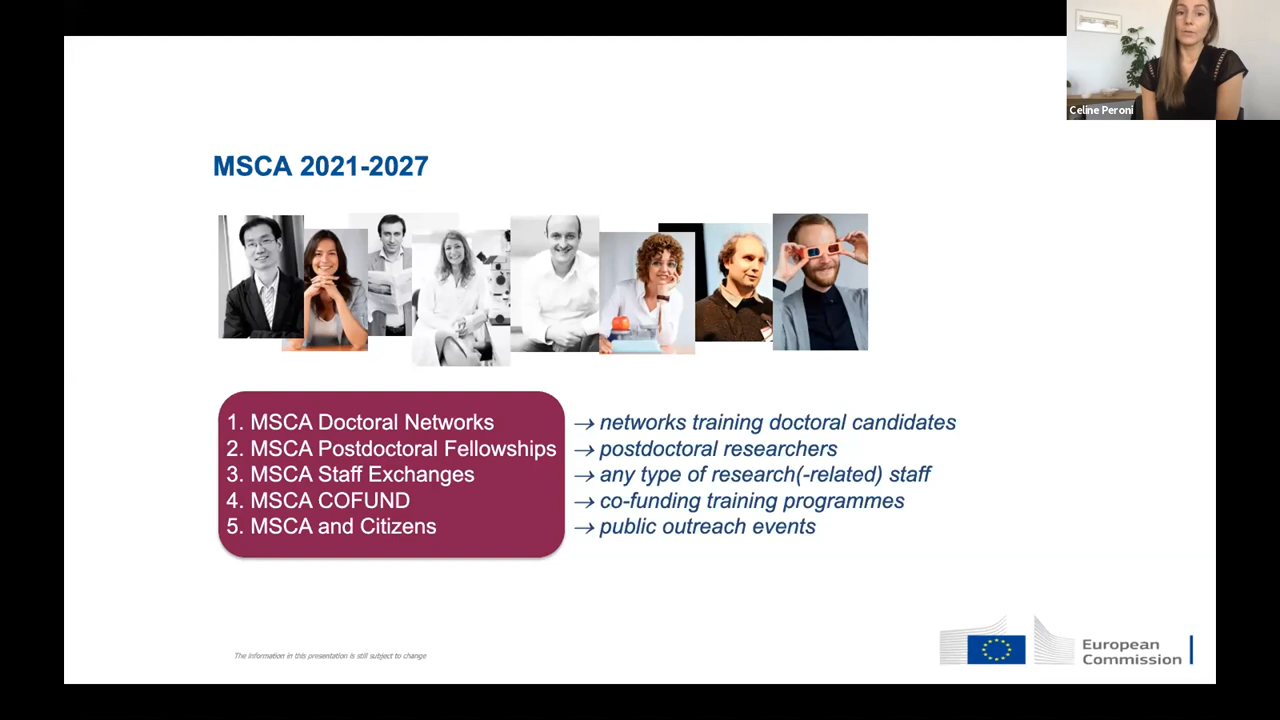 Celine Peroni
MSCA 2021-2027
1. MSCA Doctoral Networks → networks training doctoral candidates
2. MSCA Postdoctoral Fellowships → postdoctoral researchers
3. MSCA Staff Exchanges → any type of research(-related) staff
4. MSCA COFUND → co-funding training programmes
5. MSCA and Citizens → public outreach events
The information in this presentation is still subject to change
European
Commission